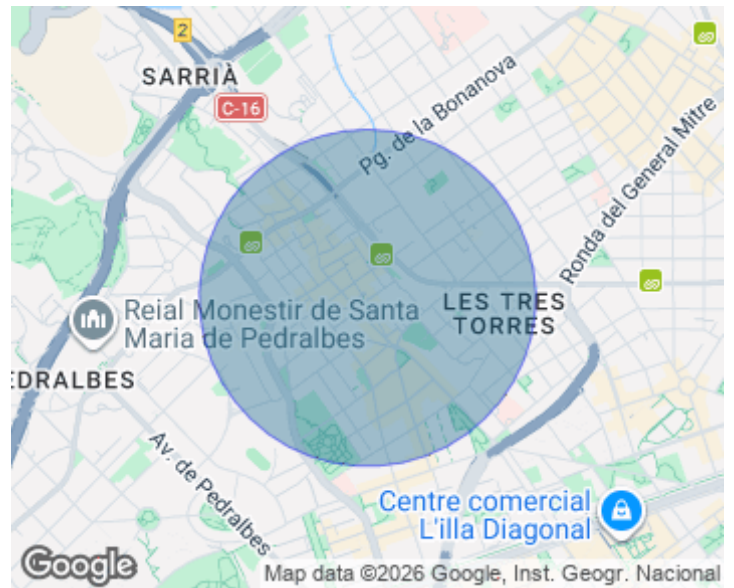 2
SARRIÀ
C-16
Pg. de la Bonanova
Ronda del General Mitre
Reial Monestir de Santa
Maria de Pedralbes
LES TRES
TORRES
EDRALBES
Av. de Pedralbes
Centre comercial
L'illa Diagonal
Google
Map data ©2026 Google, Inst. Geogr. Nacional